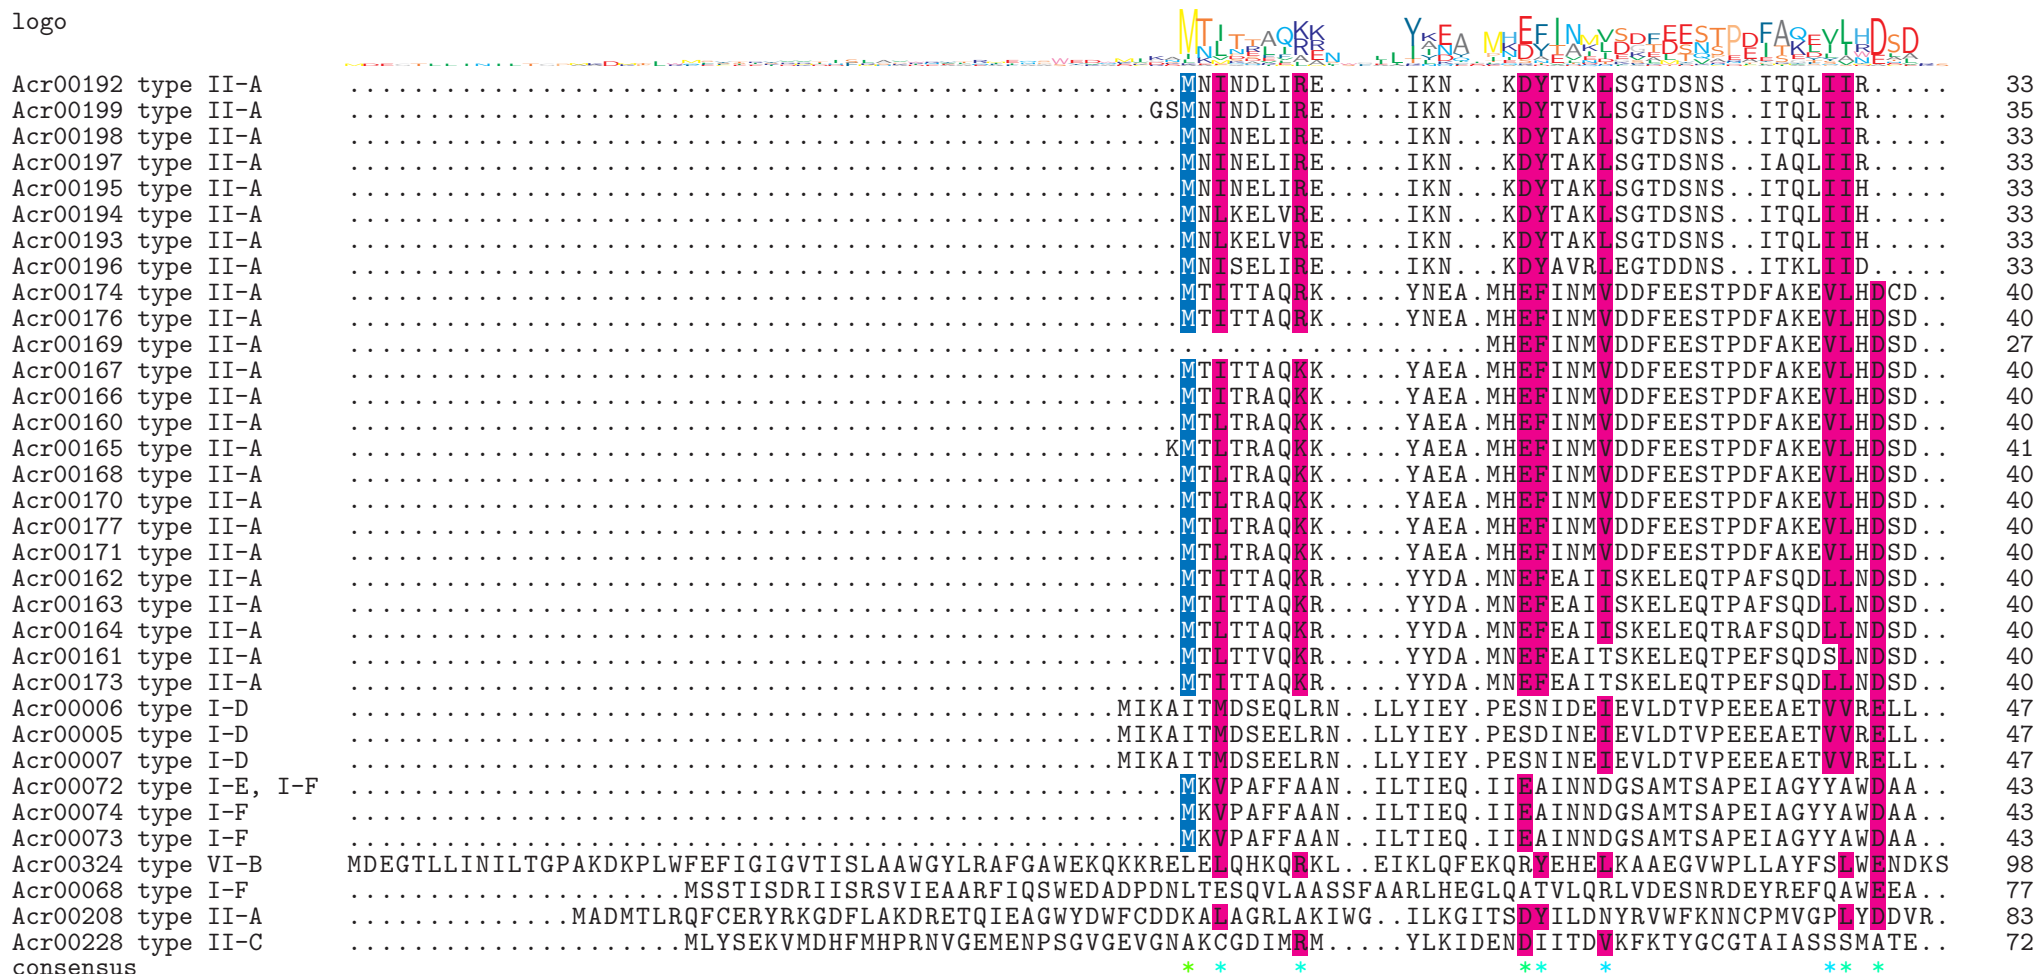 logo
Acr00192 type II-A ....................................................MNINDLIRE.....IKN...KDYTVKLSGTDSNS..ITQLIIR..... 33
Acr00199 type II-A ..................................................GSMNINDLIRE.....IKN...KDYTVKLSGTDSNS..ITQLIIR..... 35
Acr00198 type II-A ....................................................MNINELIRE.....IKN...KDYTAKLSGTDSNS..ITQLIIR..... 33
Acr00197 type II-A ....................................................MNINELIRE.....IKN...KDYTAKLSGTDSNS..IAQLIIR..... 33
Acr00195 type II-A ....................................................MNINELIRE.....IKN...KDYTAKLSGTDSNS..ITQLIIH..... 33
Acr00194 type II-A ....................................................MNLKELVRE.....IKN...KDYTAKLSGTDSNS..ITQLIIH..... 33
Acr00193 type II-A ....................................................MNLKELVRE.....IKN...KDYTAKLSGTDSNS..ITQLIIH..... 33
Acr00196 type II-A ....................................................MNISELIRE.....IKN...KDYAVRLEGTDDNS..ITKLIID..... 33
Acr00174 type II-A ....................................................MTITTAQRK.....YNEA.MHEFINMVDDFEESTPDFAKEVLHDCD.. 40
Acr00176 type II-A ....................................................MTITTAQRK.....YNEA.MHEFINMVDDFEESTPDFAKEVLHDSD.. 40
Acr00169 type II-A .......................................................................MHEFINMVDDFEESTPDFAKEVLHDSD.. 27
Acr00167 type II-A ....................................................MTITTAQKK.....YAEA.MHEFINMVDDFEESTPDFAKEVLHDSD.. 40
Acr00166 type II-A ....................................................MTITRAQKK.....YAEA.MHEFINMVDDFEESTPDFAKEVLHDSD.. 40
Acr00160 type II-A ....................................................MTLTRAQKK.....YAEA.MHEFINMVDDFEESTPDFAKEVLHDSD.. 40
Acr00165 type II-A ...................................................KMTLTRAQKK.....YAEA.MHEFINMVDDFEESTPDFAKEVLHDSD.. 41
Acr00168 type II-A ....................................................MTLTRAQKK.....YAEA.MHEFINMVDDFEESTPDFAKEVLHDSD.. 40
Acr00170 type II-A ....................................................MTLTRAQKK.....YAEA.MHEFINMVDDFEESTPDFAKEVLHDSD.. 40
Acr00177 type II-A ....................................................MTLTRAQKK.....YAEA.MHEFINMVDDFEESTPDFAKEVLHDSD.. 40
Acr00171 type II-A ....................................................MTLTRAQKK.....YAEA.MHEFINMVDDFEESTPDFAKEVLHDSD.. 40
Acr00162 type II-A ....................................................MTITTAQKR.....YYDA.MNEFEAIISKELEQTPAFSQDLLNDSD.. 40
Acr00163 type II-A ....................................................MTITTAQKR.....YYDA.MNEFEAIISKELEQTPAFSQDLLNDSD.. 40
Acr00164 type II-A ....................................................MTLTTAQKR.....YYDA.MNEFEAIISKELEQTRAFSQDLLNDSD.. 40
Acr00161 type II-A ....................................................MTLTTVQKR.....YYDA.MNEFEAITSKELEQTPEFSQDSLNDSD.. 40
Acr00173 type II-A ....................................................MTITTAQKR.....YYDA.MNEFEAITSKELEQTPEFSQDLLNDSD.. 40
Acr00006 type I-D ................................................MIKAITMDSEQLRN..LLYIEY.PESNIDEIEVLDTVPEEEAETVVRELL.. 47
Acr00005 type I-D ................................................MIKAITMDSEELRN..LLYIEY.PESDINEIEVLDTVPEEEAETVVRELL.. 47
Acr00007 type I-D ................................................MIKAITMDSEELRN..LLYIEY.PESNINEIEVLDTVPEEEAETVVRELL.. 47
Acr00072 type I-E, I-F ....................................................MKVPAFFAAN..ILTIEQ.IIEAINNDGSAMTSAPEIAGYYAWDAA.. 43
Acr00074 type I-F ....................................................MKVPAFFAAN..ILTIEQ.IIEAINNDGSAMTSAPEIAGYYAWDAA.. 43
Acr00073 type I-F ....................................................MKVPAFFAAN..ILTIEQ.IIEAINNDGSAMTSAPEIAGYYAWDAA.. 43
Acr00324 type VI-B MDEGTLLINILTGPAKDKPLWFEFIGIGVTISLAAWGYLRAFGAWEKQKKRELELQHKQRKL..EIKLQFEKQRYEHELKAAEGVWPLLAYFSLWENDKS 98
Acr00068 type I-F .....................MSSTISDRIISRSVIEAARFIQSWEDADPDNLTESQVLAASSFAARLHEGLQATVLQRLVDESNRDEYREFQAWEEA.. 77
Acr00208 type II-A ..............MADMTLRQFCERYRKGDFLAKDRETQIEAGWYDWFCDDKALAGRLAKIWG..ILKGITSDYILDNYRVWFKNNCPMVGPLYDDVR. 83
Acr00228 type II-C .....................MLYSEKVMDHFMHPRNVGEMENPSGVGEVGNAKCGDIMRM.....YLKIDENDIITDVKFKTYGCGTAIASSSMATE.. 72
consensus * * * ** * ** *